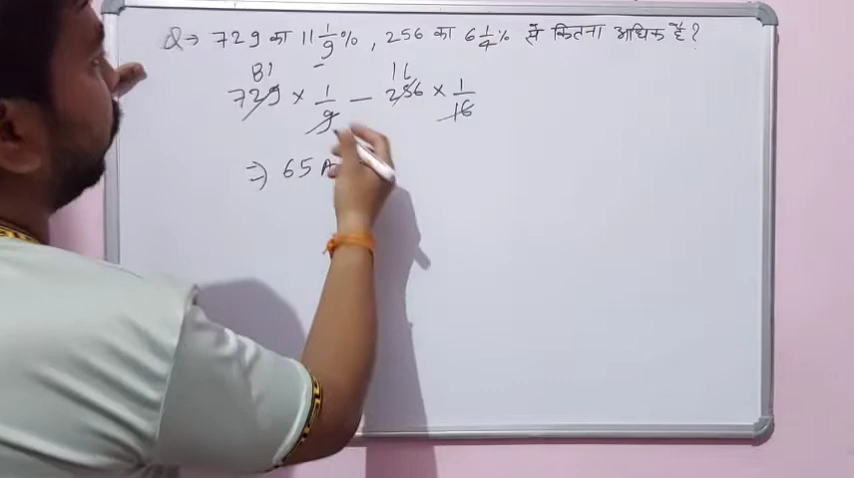 Q→ 729 का 11 1/9 %, 256 का 6 1/4 % से कितना अधिक है?
81 16
729 × 1/9 − 256 × 1/16
⇒ 65 A